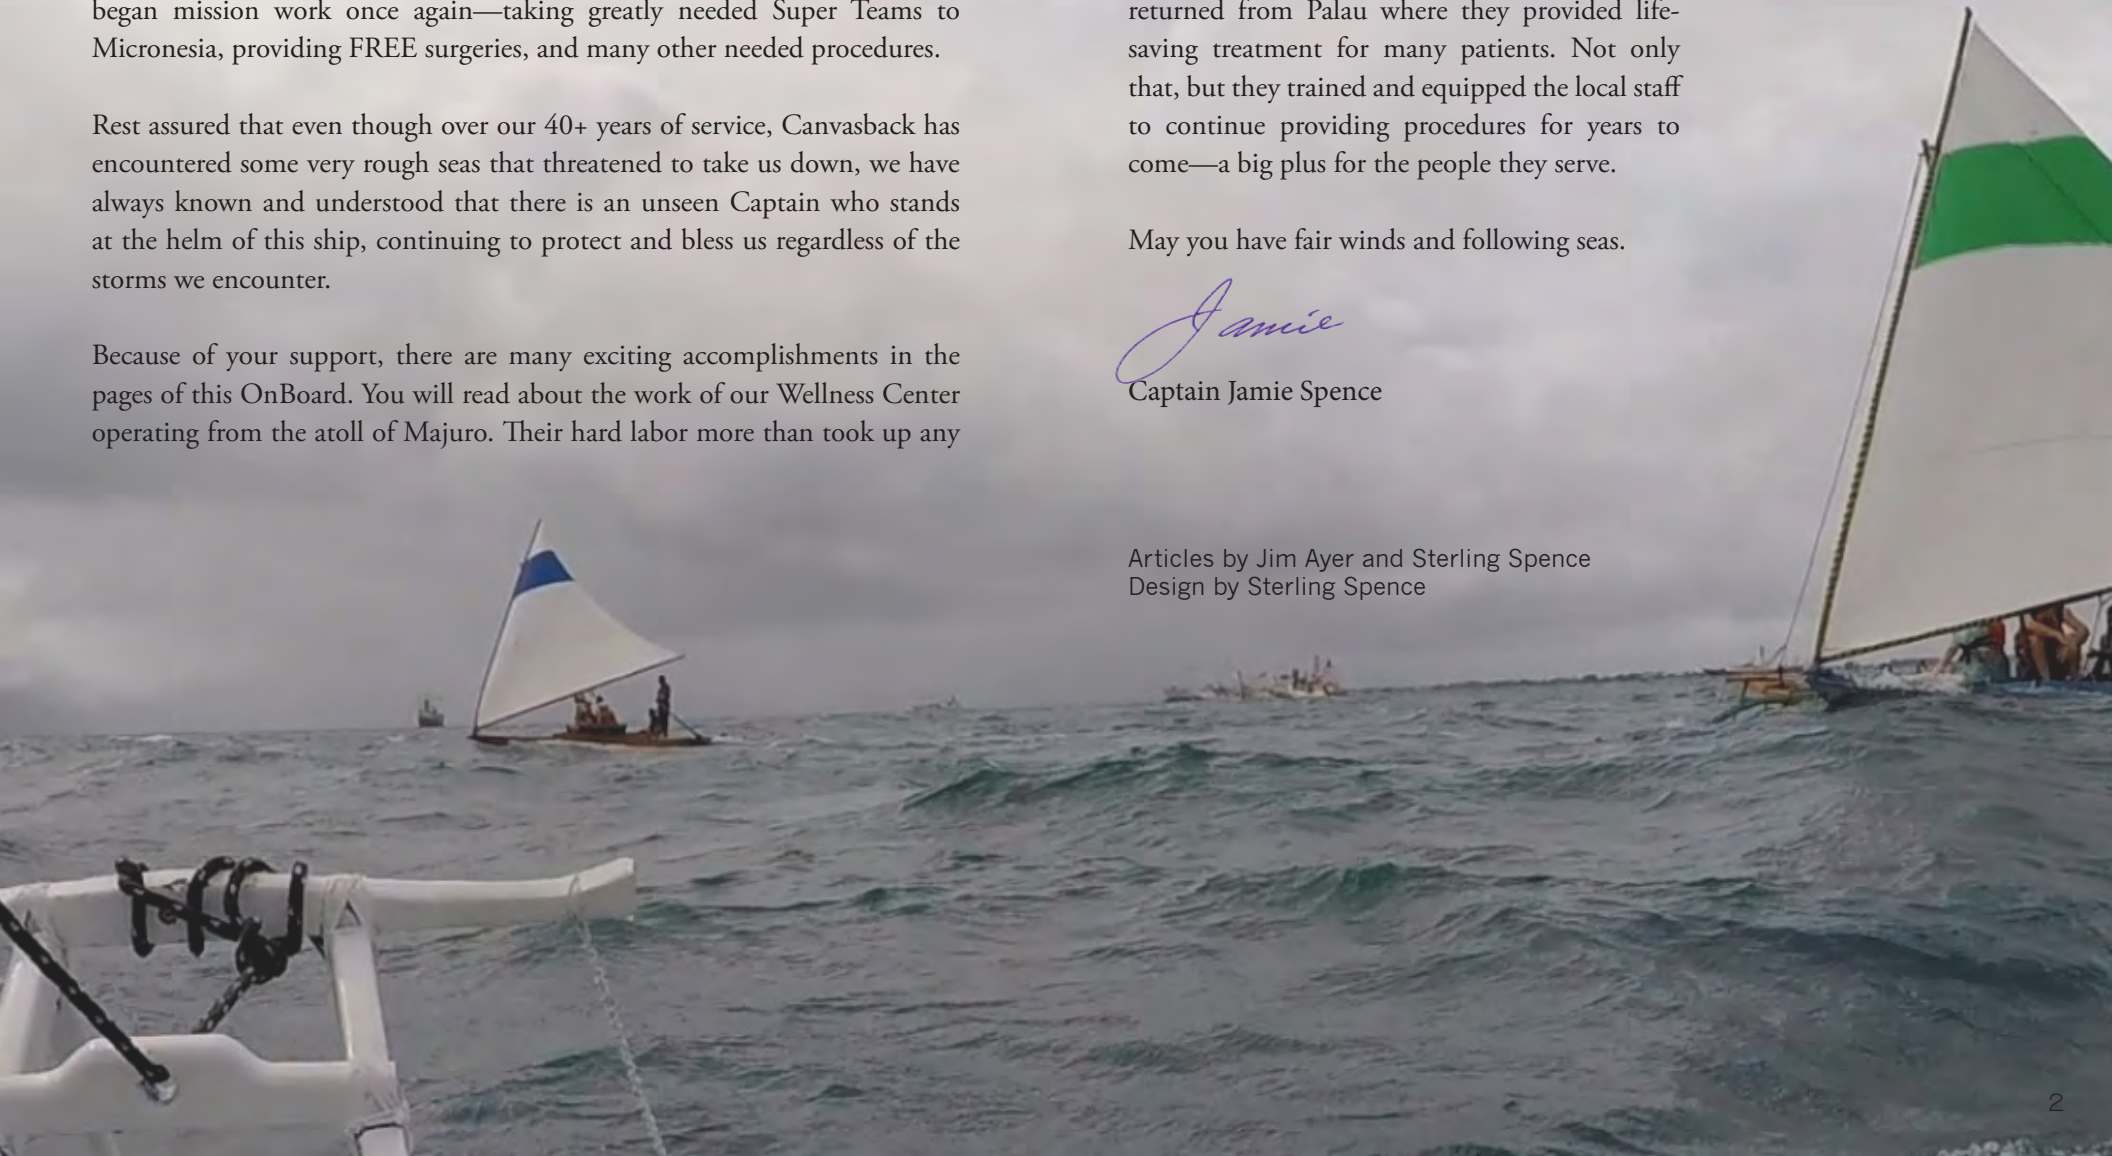 began mission work once again—taking greatly needed Super Teams to
Micronesia, providing FREE surgeries, and many other needed procedures.
Rest assured that even though over our 40+ years of service, Canvasback has
encountered some very rough seas that threatened to take us down, we have
always known and understood that there is an unseen Captain who stands
at the helm of this ship, continuing to protect and bless us regardless of the
storms we encounter.
Because of your support, there are many exciting accomplishments in the
pages of this OnBoard. You will read about the work of our Wellness Center
operating from the atoll of Majuro. Their hard labor more than took up any
returned from Palau where they provided life-
saving treatment for many patients. Not only
that, but they trained and equipped the local staff
to continue providing procedures for years to
come—a big plus for the people they serve.
May you have fair winds and following seas.
Jamie
Captain Jamie Spence
Articles by Jim Ayer and Sterling Spence
Design by Sterling Spence
2